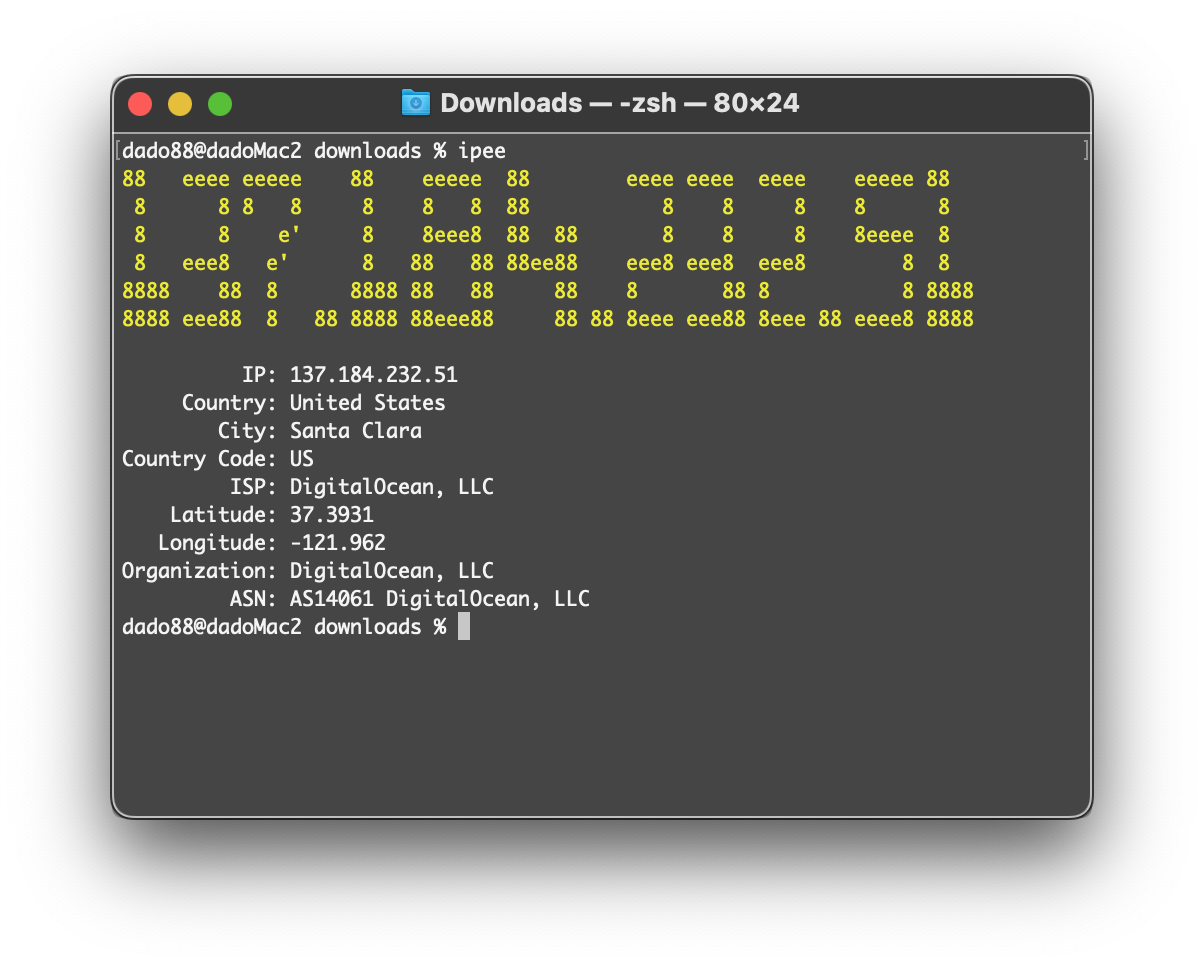 Downloads — -zsh — 80×24
[dado88@dadoMac2 downloads % ipee                                                ]
88   eeee eeeee    88    eeeee  88        eeee eeee  eeee    eeeee 88
 8      8 8   8     8    8   8  88           8    8     8    8      8
 8      8    e'     8    8eee8  88  88       8    8     8    8eeee  8
 8   eee8   e'      8   88   88 88ee88    eee8 eee8  eee8        8  8
8888    88  8      8888 88   88     88    8       88 8           8 8888
8888 eee88  8   88 8888 88eee88     88 88 8eee eee88 8eee 88 eeee8 8888
          IP: 137.184.232.51
     Country: United States
        City: Santa Clara
Country Code: US
         ISP: DigitalOcean, LLC
    Latitude: 37.3931
   Longitude: -121.962
Organization: DigitalOcean, LLC
         ASN: AS14061 DigitalOcean, LLC
dado88@dadoMac2 downloads %